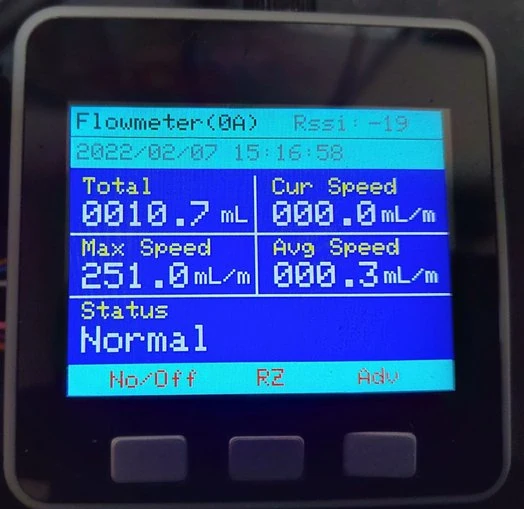 Flowmeter(0A) Rssi:-19
2022/02/07 15:16:58
Total Cur Speed
0010.7 mL 000.0mL/m
Max Speed Avg Speed
251.0mL/m 000.3mL/m
Status
Normal
No/Off RZ Adv